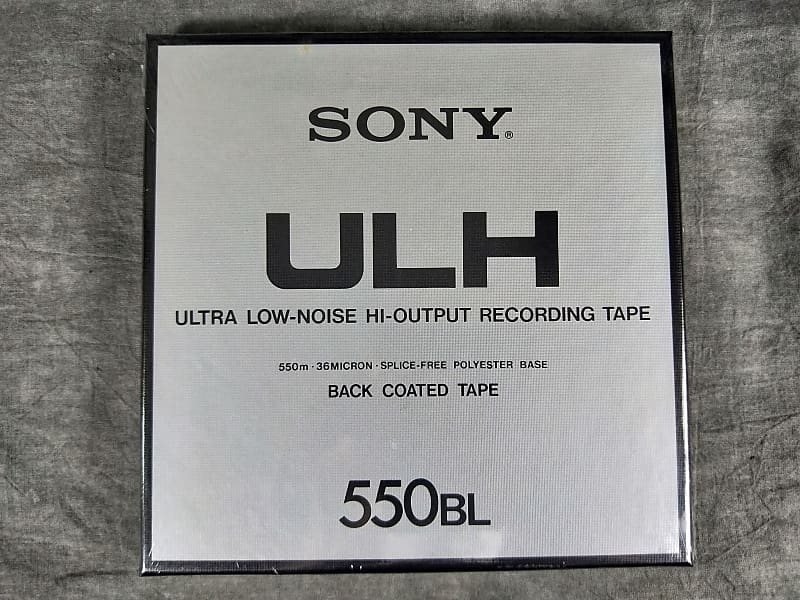 SONY®
ULH
ULTRA LOW-NOISE HI-OUTPUT RECORDING TAPE
550m · 36MICRON · SPLICE-FREE POLYESTER BASE
BACK COATED TAPE
550BL